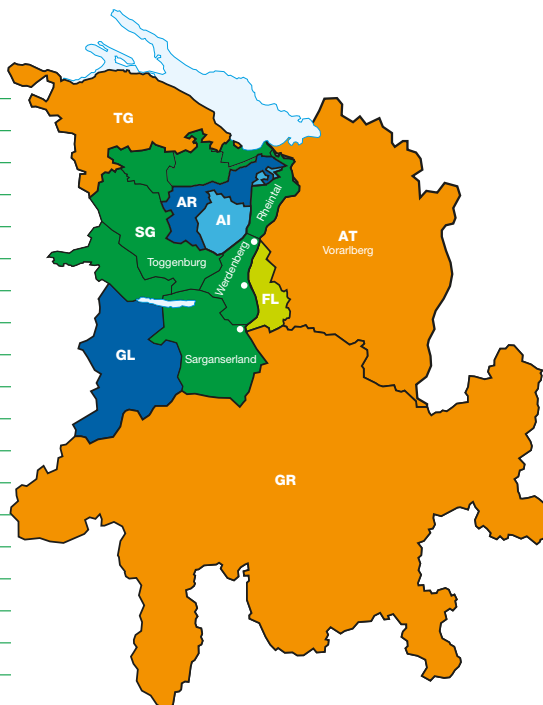 TG
AR
AI
Rheintal
SG
AT
Vorarlberg
Toggenburg
Werdenberg
FL
GL
Sarganserland
GR